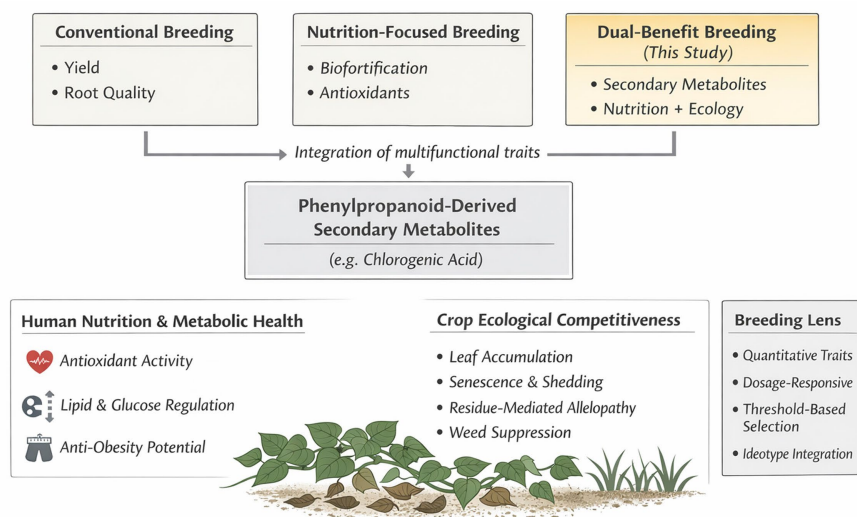 Conventional Breeding
• Yield
• Root Quality
Nutrition-Focused Breeding
• Biofortification
• Antioxidants
Dual-Benefit Breeding
(This Study)
• Secondary Metabolites
• Nutrition + Ecology
Integration of multifunctional traits
Phenylpropanoid-Derived
Secondary Metabolites
(e.g. Chlorogenic Acid)
Human Nutrition & Metabolic Health
Antioxidant Activity
Lipid & Glucose Regulation
Anti-Obesity Potential
Crop Ecological Competitiveness
• Leaf Accumulation
• Senescence & Shedding
• Residue-Mediated Allelopathy
• Weed Suppression
Breeding Lens
• Quantitative Traits
• Dosage-Responsive
• Threshold-Based
Selection
• Ideotype Integration